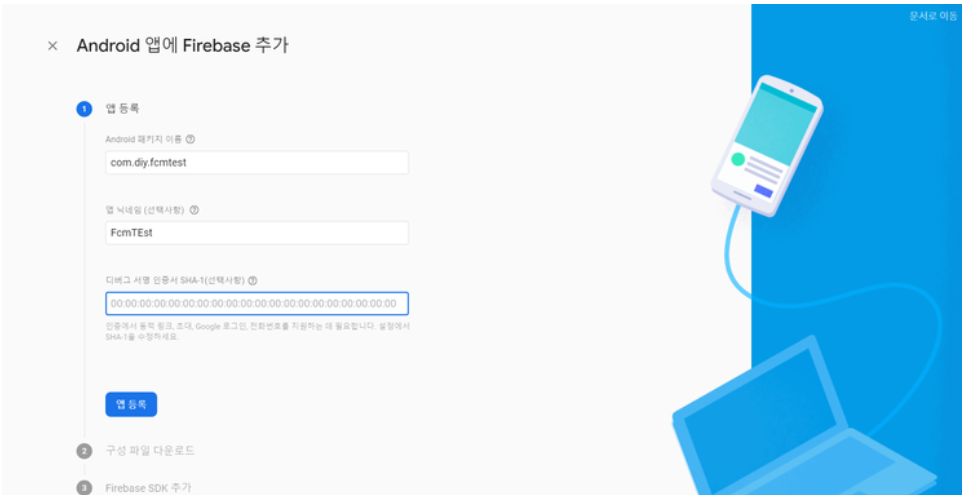 문서로 이동
Android 앱에 Firebase 추가
1 앱 등록
Android 패키지 이름
com.diy.fcmtest
앱 닉네임 (선택사항)
FcmTEst
디버그 서명 인증서 SHA-1(선택사항)
00:00:00:00:00:00:00:00:00:00:00:00:00:00:00:00:00:00:00:00
인증에서 동적 링크, 초대, Google 로그인, 전화번호를 지원하는 데 필요합니다. 설정에서
SHA-1을 수정하세요.
앱 등록
2 구성 파일 다운로드
3 Firebase SDK 추가